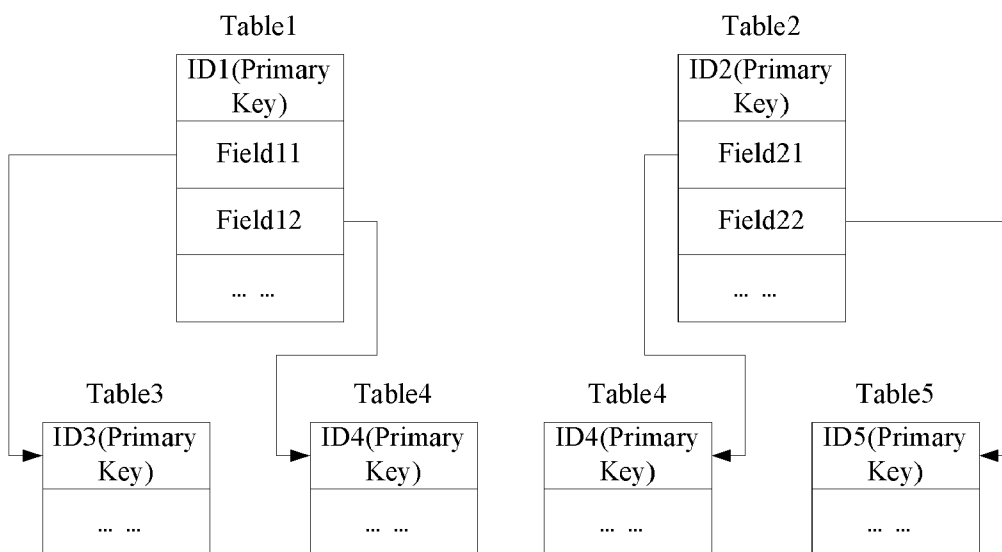 Table1
ID1(Primary
Key)
Field11
Field12
... ...
Table2
ID2(Primary
Key)
Field21
Field22
... ...
Table3
ID3(Primary
Key)
... ...
Table4
ID4(Primary
Key)
... ...
Table4
ID4(Primary
Key)
... ...
Table5
ID5(Primary
Key)
... ...